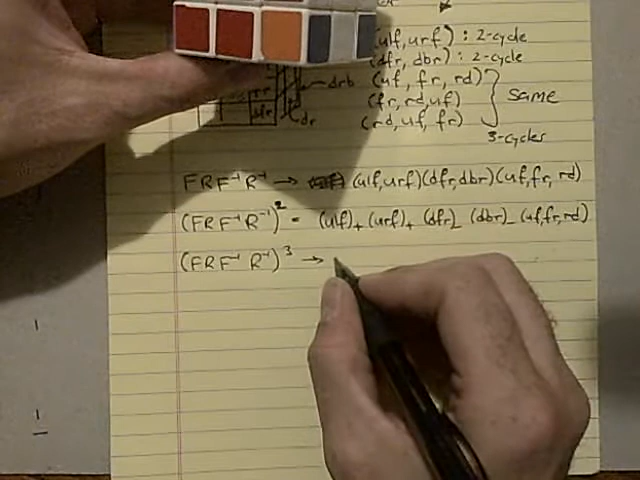 (ulf,urf) : 2-cycle
(dfr, dbr) : 2-cycle
(uf, fr, rd)
drb
(fr, rd, uf) } same
(rd, uf, fr)
dr
3-cycles
FRF⁻¹R⁻¹ → (ulf,urf)(dfr,dbr)(uf,fr,rd)
(FRF⁻¹R⁻¹)² = (ulf)₊(urf)₊(dfr)₋(dbr)₋(uf,fr,rd)
(FRF⁻¹R⁻¹)³ →